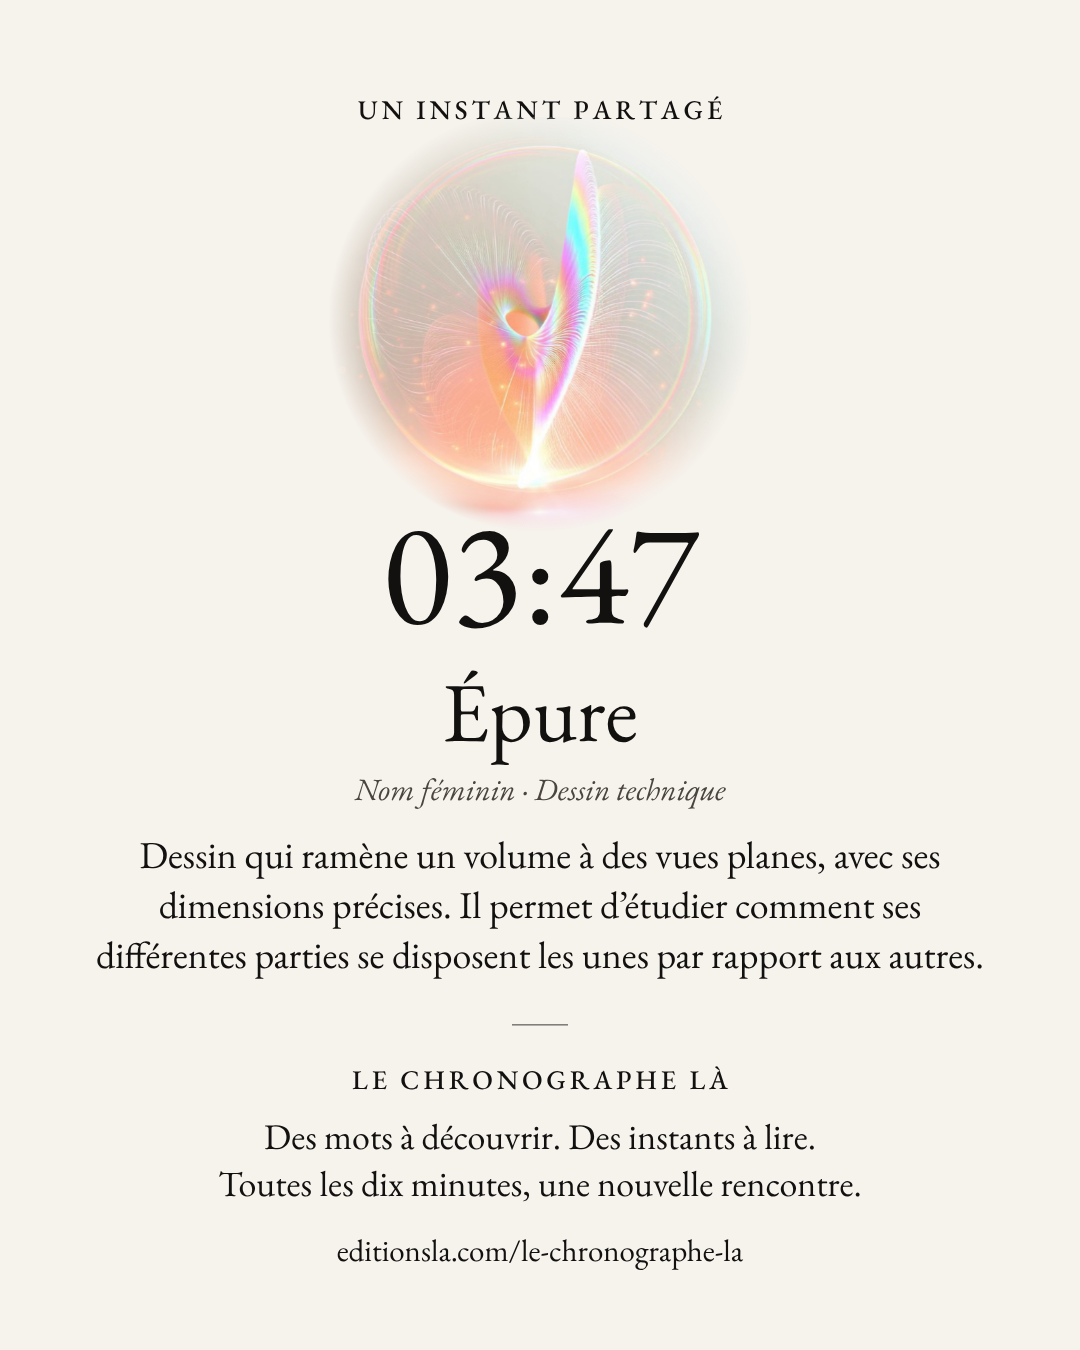 UN INSTANT PARTAGÉ
03:47
Épure
Nom féminin · Dessin technique
Dessin qui ramène un volume à des vues planes, avec ses
dimensions précises. Il permet d’étudier comment ses
différentes parties se disposent les unes par rapport aux autres.
LE CHRONOGRAPHE LÀ
Des mots à découvrir. Des instants à lire.
Toutes les dix minutes, une nouvelle rencontre.
editionsla.com/le-chronographe-la